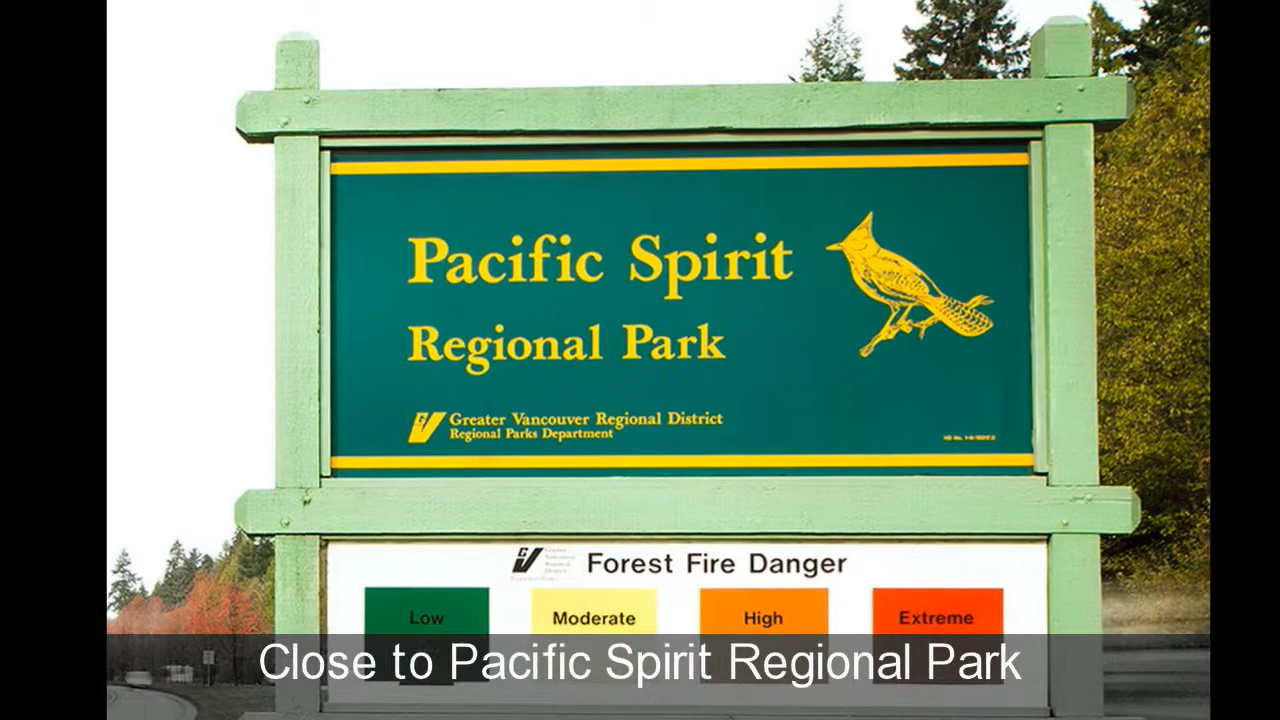 Pacific Spirit
Regional Park
Greater Vancouver Regional District
Regional Parks Department
Forest Fire Danger
Low
Moderate
High
Extreme
Close to Pacific Spirit Regional Park